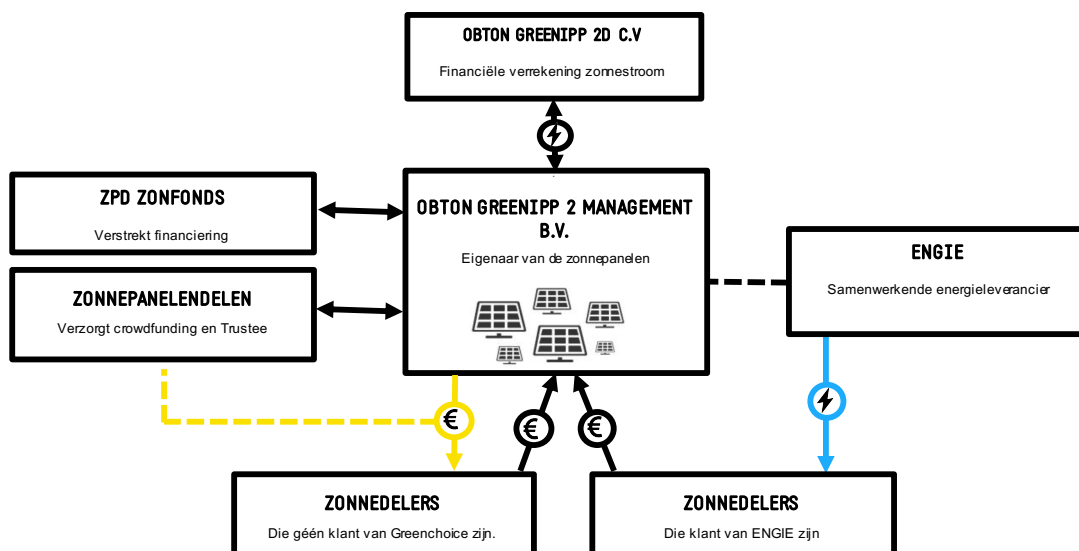 OBTON GREENIPP 2D C.V
Financiële verrekening zonnestroom
ZPD ZONFONDS
Verstrekt financiering
OBTON GREENIPP 2 MANAGEMENT
B.V.
Eigenaar van de zonnepanelen
ENGIE
Samenwerkende energieleverancier
ZONNEPANELENDELEN
Verzorgt crowdfunding en Trustee
€
€
€
ZONNEDELERS
Die géén klant van Greenchoice zijn.
ZONNEDELERS
Die klant van ENGIE zijn